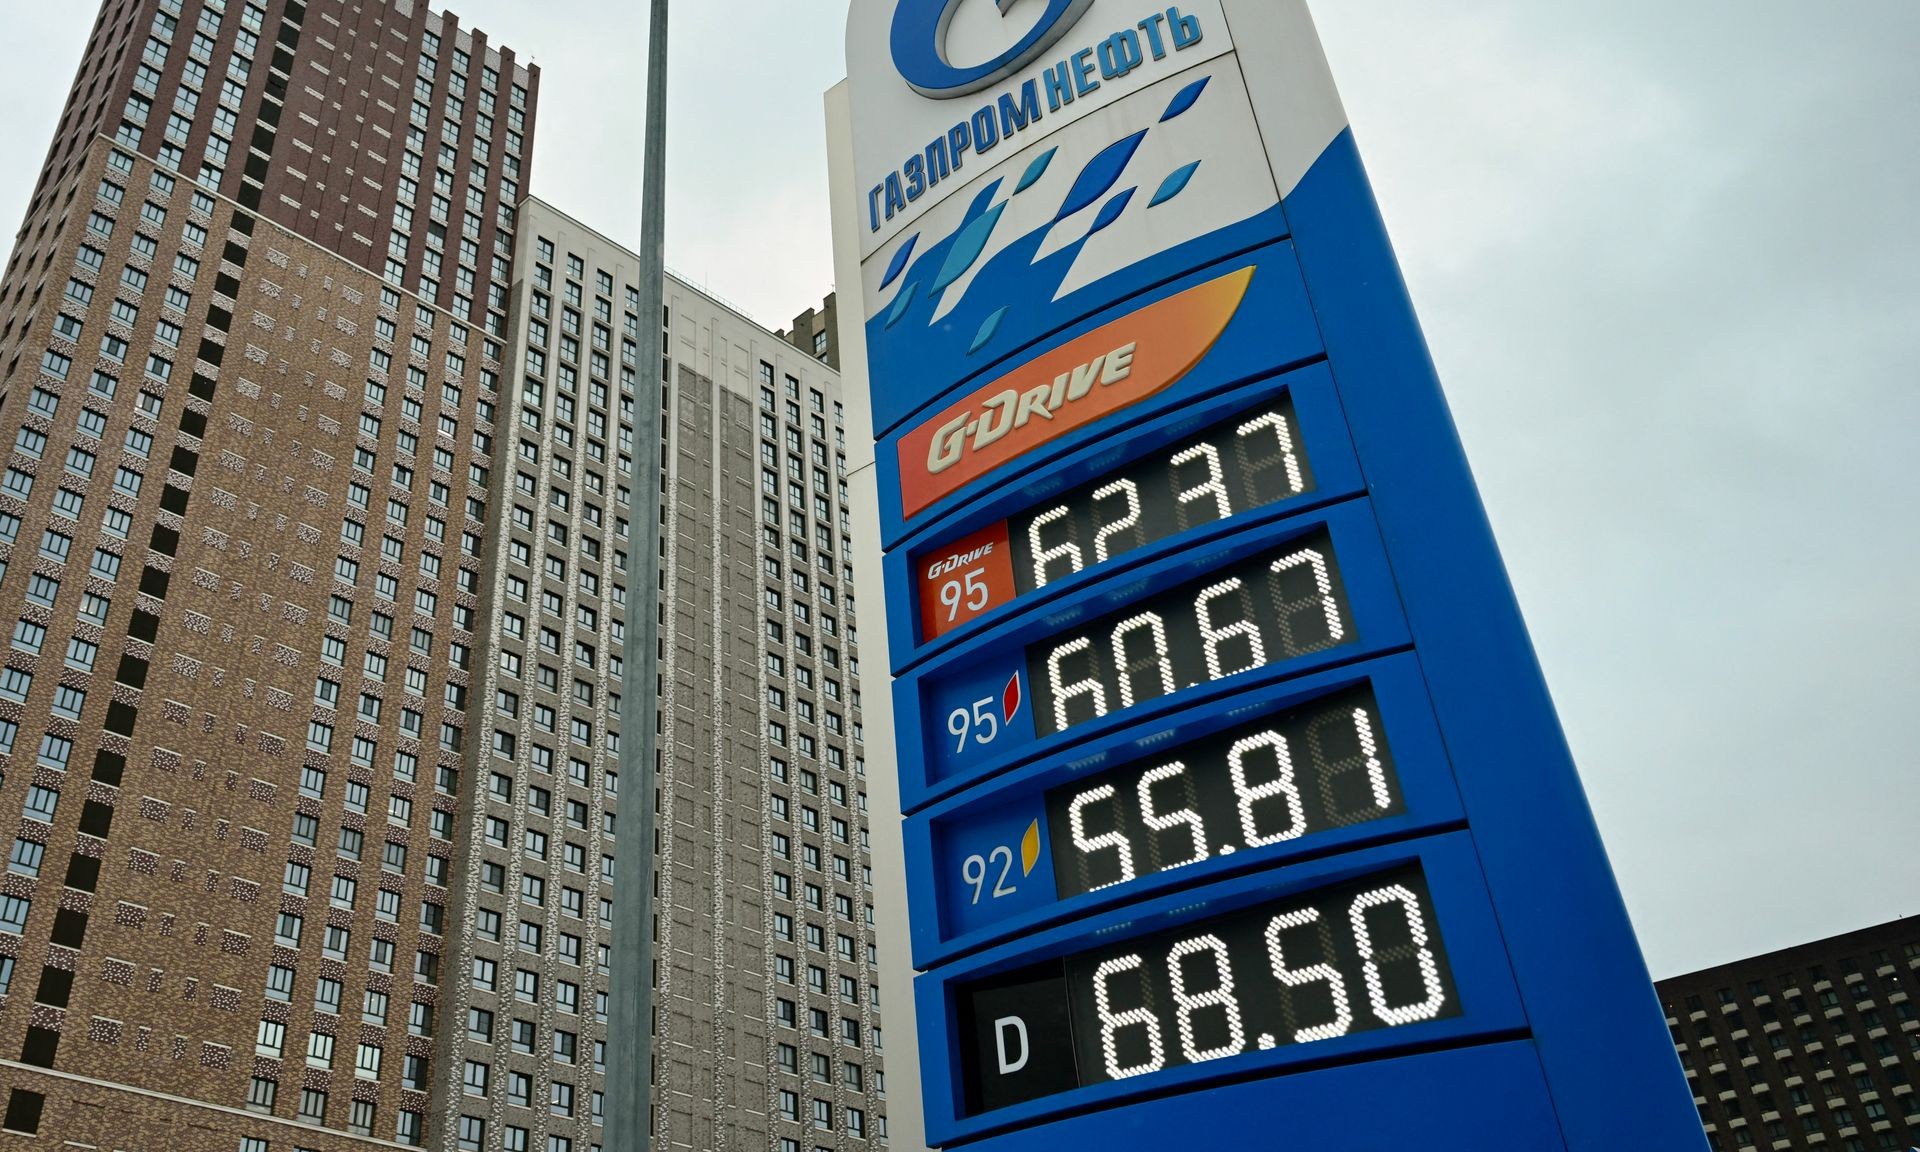 ГАЗПРОМНЕФТЬ
G-DRIVE
G-DRIVE 95 62 37
95 60.67
92 55.81
D 68.50